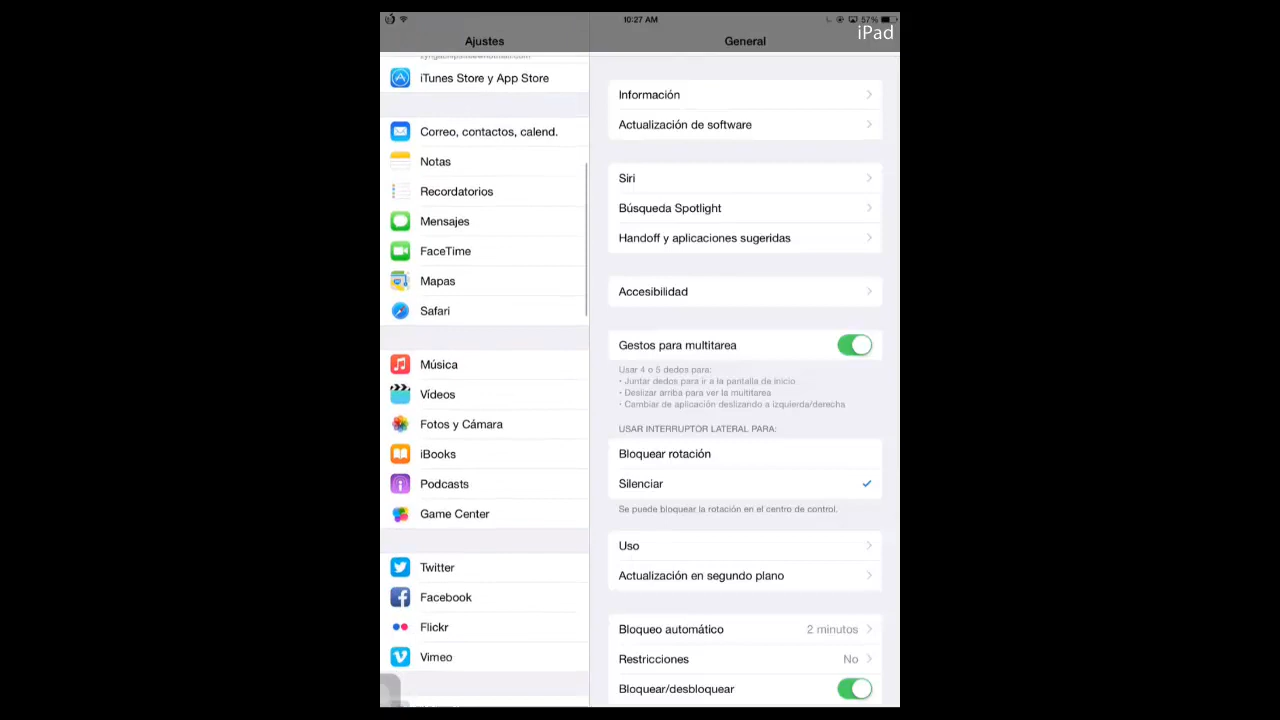 10:27 AM
57%
iPad
Ajustes
iTunes Store y App Store
Correo, contactos, calend.
Notas
Recordatorios
Mensajes
FaceTime
Mapas
Safari
Música
Vídeos
Fotos y Cámara
iBooks
Podcasts
Game Center
Twitter
Facebook
Flickr
Vimeo
General
Información
Actualización de software
Siri
Búsqueda Spotlight
Handoff y aplicaciones sugeridas
Accesibilidad
Gestos para multitarea
Usar 4 o 5 dedos para:
• Juntar dedos para ir a la pantalla de inicio
• Deslizar arriba para ver la multitarea
• Cambiar de aplicación deslizando a izquierda/derecha
USAR INTERRUPTOR LATERAL PARA:
Bloquear rotación
Silenciar
Se puede bloquear la rotación en el centro de control.
Uso
Actualización en segundo plano
Bloqueo automático 2 minutos
Restricciones No
Bloquear/desbloquear